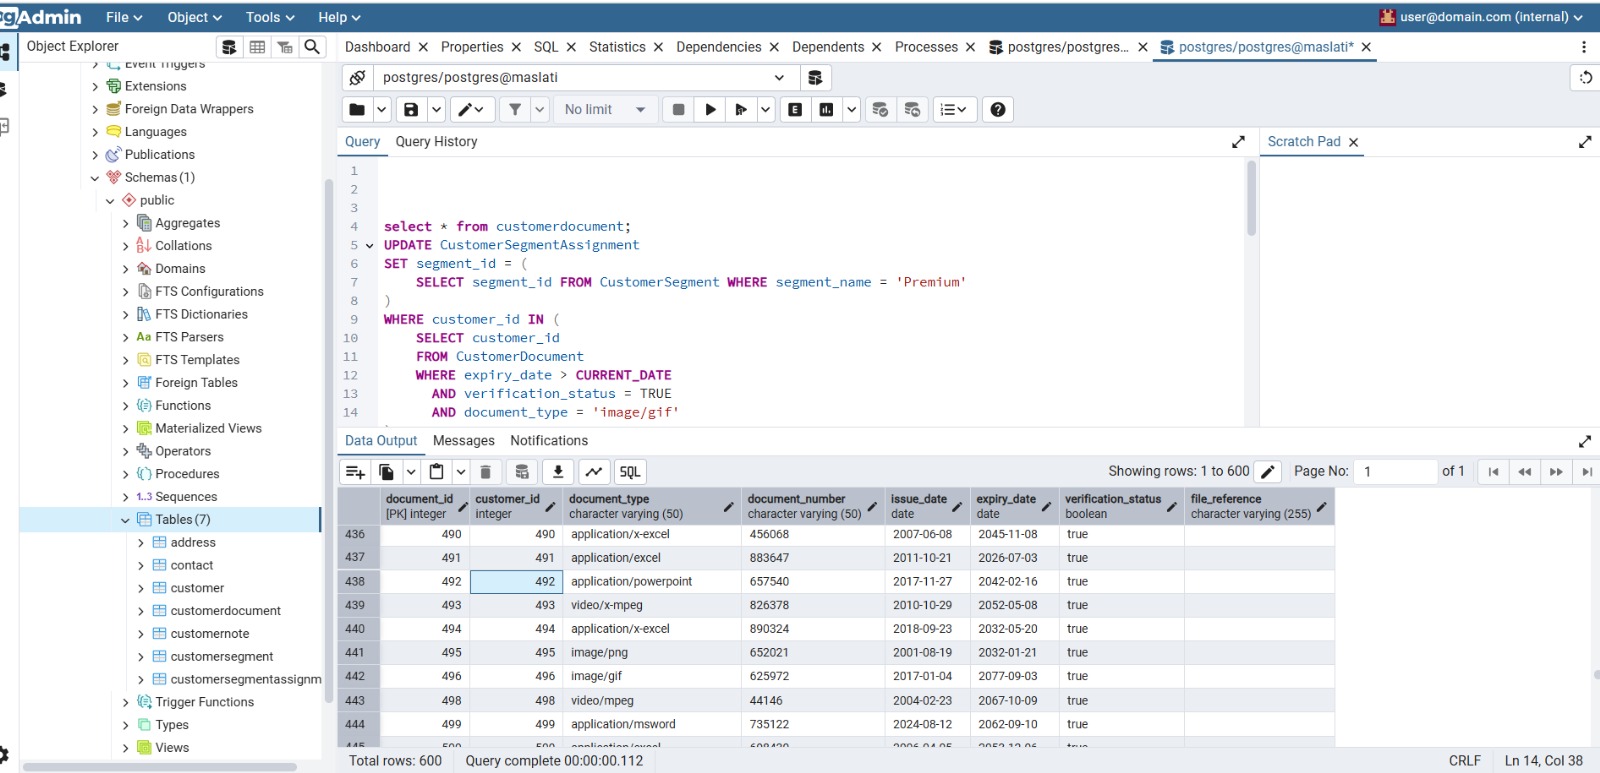 pgAdmin File Object Tools Help user@domain.com (internal)
Object Explorer
Dashboard Properties SQL Statistics Dependencies Dependents Processes postgres/postgres... postgres/postgres@maslati*
Event Triggers
Extensions
Foreign Data Wrappers
Languages
Publications
Schemas (1)
public
Aggregates
Collations
Domains
FTS Configurations
FTS Dictionaries
Aa FTS Parsers
FTS Templates
Foreign Tables
Functions
Materialized Views
Operators
Procedures
1..3 Sequences
Tables (7)
address
contact
customer
customerdocument
customernote
customersegment
customersegmentassignm
Trigger Functions
Types
Views
postgres/postgres@maslati
No limit E
Query Query History
Scratch Pad
1
2
3
4 select * from customerdocument;
5 UPDATE CustomerSegmentAssignment
6 SET segment_id = (
7 SELECT segment_id FROM CustomerSegment WHERE segment_name = 'Premium'
8 )
9 WHERE customer_id IN (
10 SELECT customer_id
11 FROM CustomerDocument
12 WHERE expiry_date > CURRENT_DATE
13 AND verification_status = TRUE
14 AND document_type = 'image/gif'
Data Output Messages Notifications
SQL Showing rows: 1 to 600 Page No: 1 of 1
document_id customer_id document_type document_number issue_date expiry_date verification_status file_reference
[PK] integer integer character varying (50) character varying (50) date date boolean character varying (255)
436 490 490 application/x-excel 456068 2007-06-08 2045-11-08 true
437 491 491 application/excel 883647 2011-10-21 2026-07-03 true
438 492 492 application/powerpoint 657540 2017-11-27 2042-02-16 true
439 493 493 video/x-mpeg 826378 2010-10-29 2052-05-08 true
440 494 494 application/x-excel 890324 2018-09-23 2032-05-20 true
441 495 495 image/png 652021 2001-08-19 2032-01-21 true
442 496 496 image/gif 625972 2017-01-04 2077-09-03 true
443 498 498 video/mpeg 44146 2004-02-23 2067-10-09 true
444 499 499 application/msword 735122 2024-08-12 2062-09-10 true
445 500 500 application/excel true
Total rows: 600 Query complete 00:00:00.112 CRLF Ln 14, Col 38